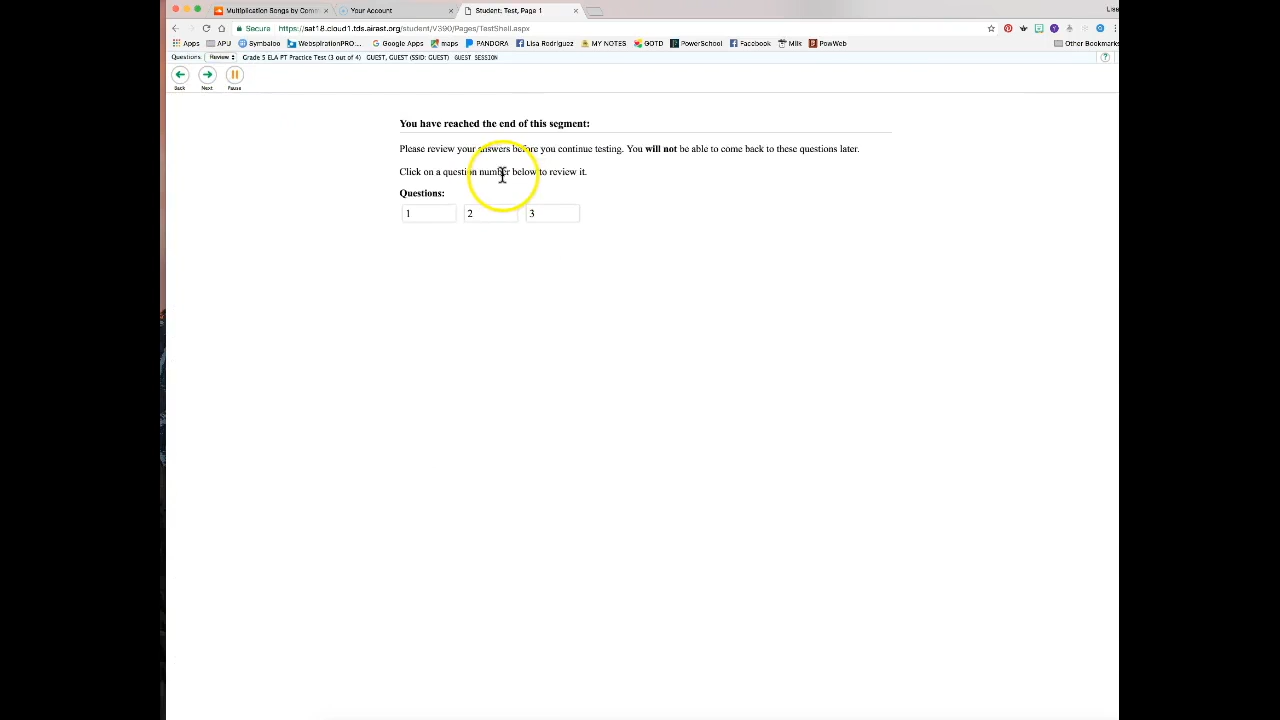 Multiplication Songs by Com
Your Account
Student: Test, Page 1
Lisa
Secure
https://sat18.cloud1.tds.airast.org/student/V390/Pages/TestShell.aspx
Apps
APU
Symbaloo
WebspirationPRO...
Google Apps
maps
PANDORA
Lisa Rodriguez
MY NOTES
GOTD
PowerSchool
Facebook
Milk
PowWeb
Other Bookmarks
Questions Review Grade 5 ELA PT Practice Test (3 out of 4) GUEST, GUEST (SSID: GUEST) GUEST SESSION
Back Next Pause
You have reached the end of this segment:
Please review your answers before you continue testing. You will not be able to come back to these questions later.
Click on a question number below to review it.
Questions:
1 2 3